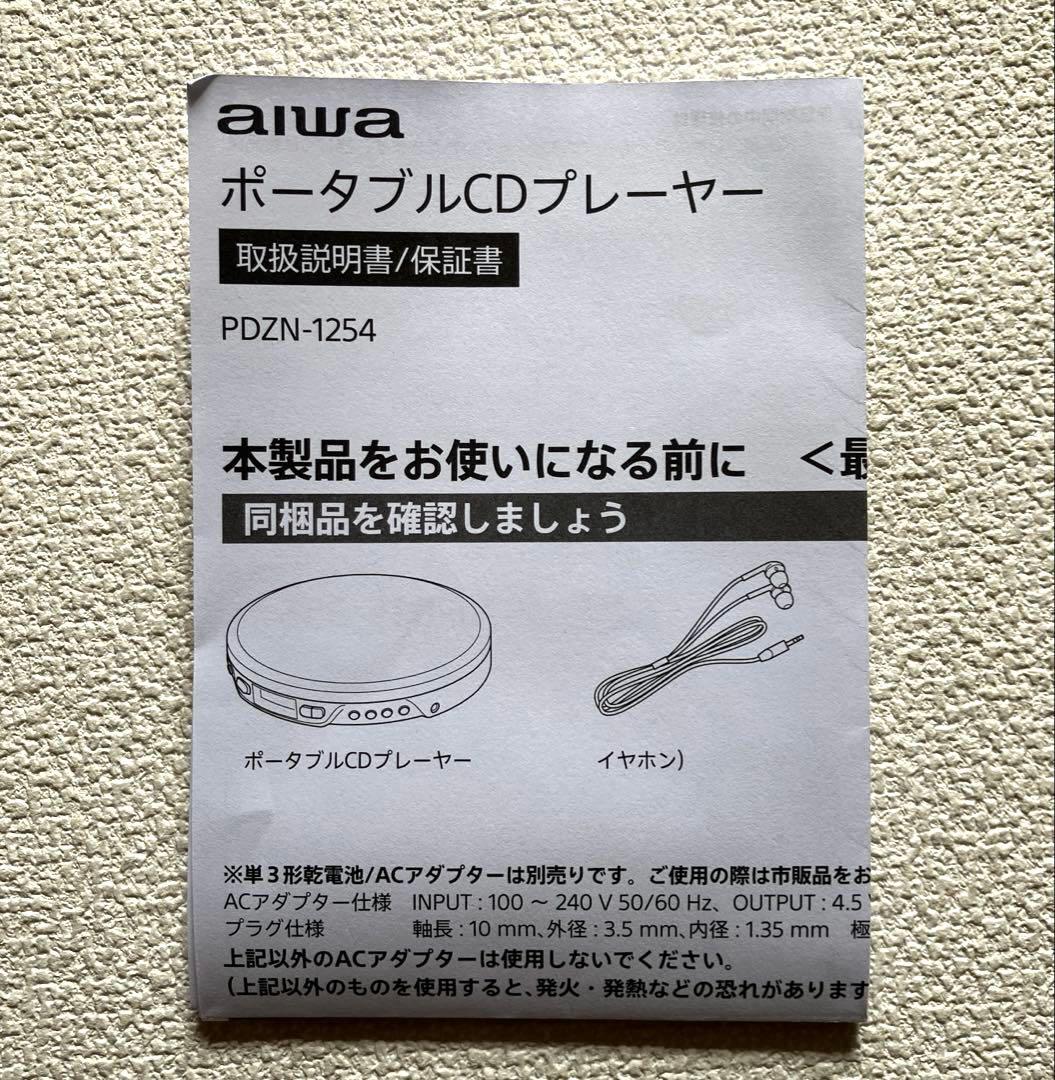 aiwa
ポータブルCDプレーヤー
取扱説明書/保証書
PDZN-1254
本製品をお使いになる前に <最
同梱品を確認しましょう
ポータブルCDプレーヤー
イヤホン)
※単3形乾電池/ACアダプターは別売りです。ご使用の際は市販品をお
ACアダプター仕様 INPUT : 100 ~ 240 V 50/60 Hz、OUTPUT : 4.5
プラグ仕様 軸長 : 10 mm、外径 : 3.5 mm、内径 : 1.35 mm 極
上記以外のACアダプターは使用しないでください。
(上記以外のものを使用すると、発火・発熱などの恐れがあります